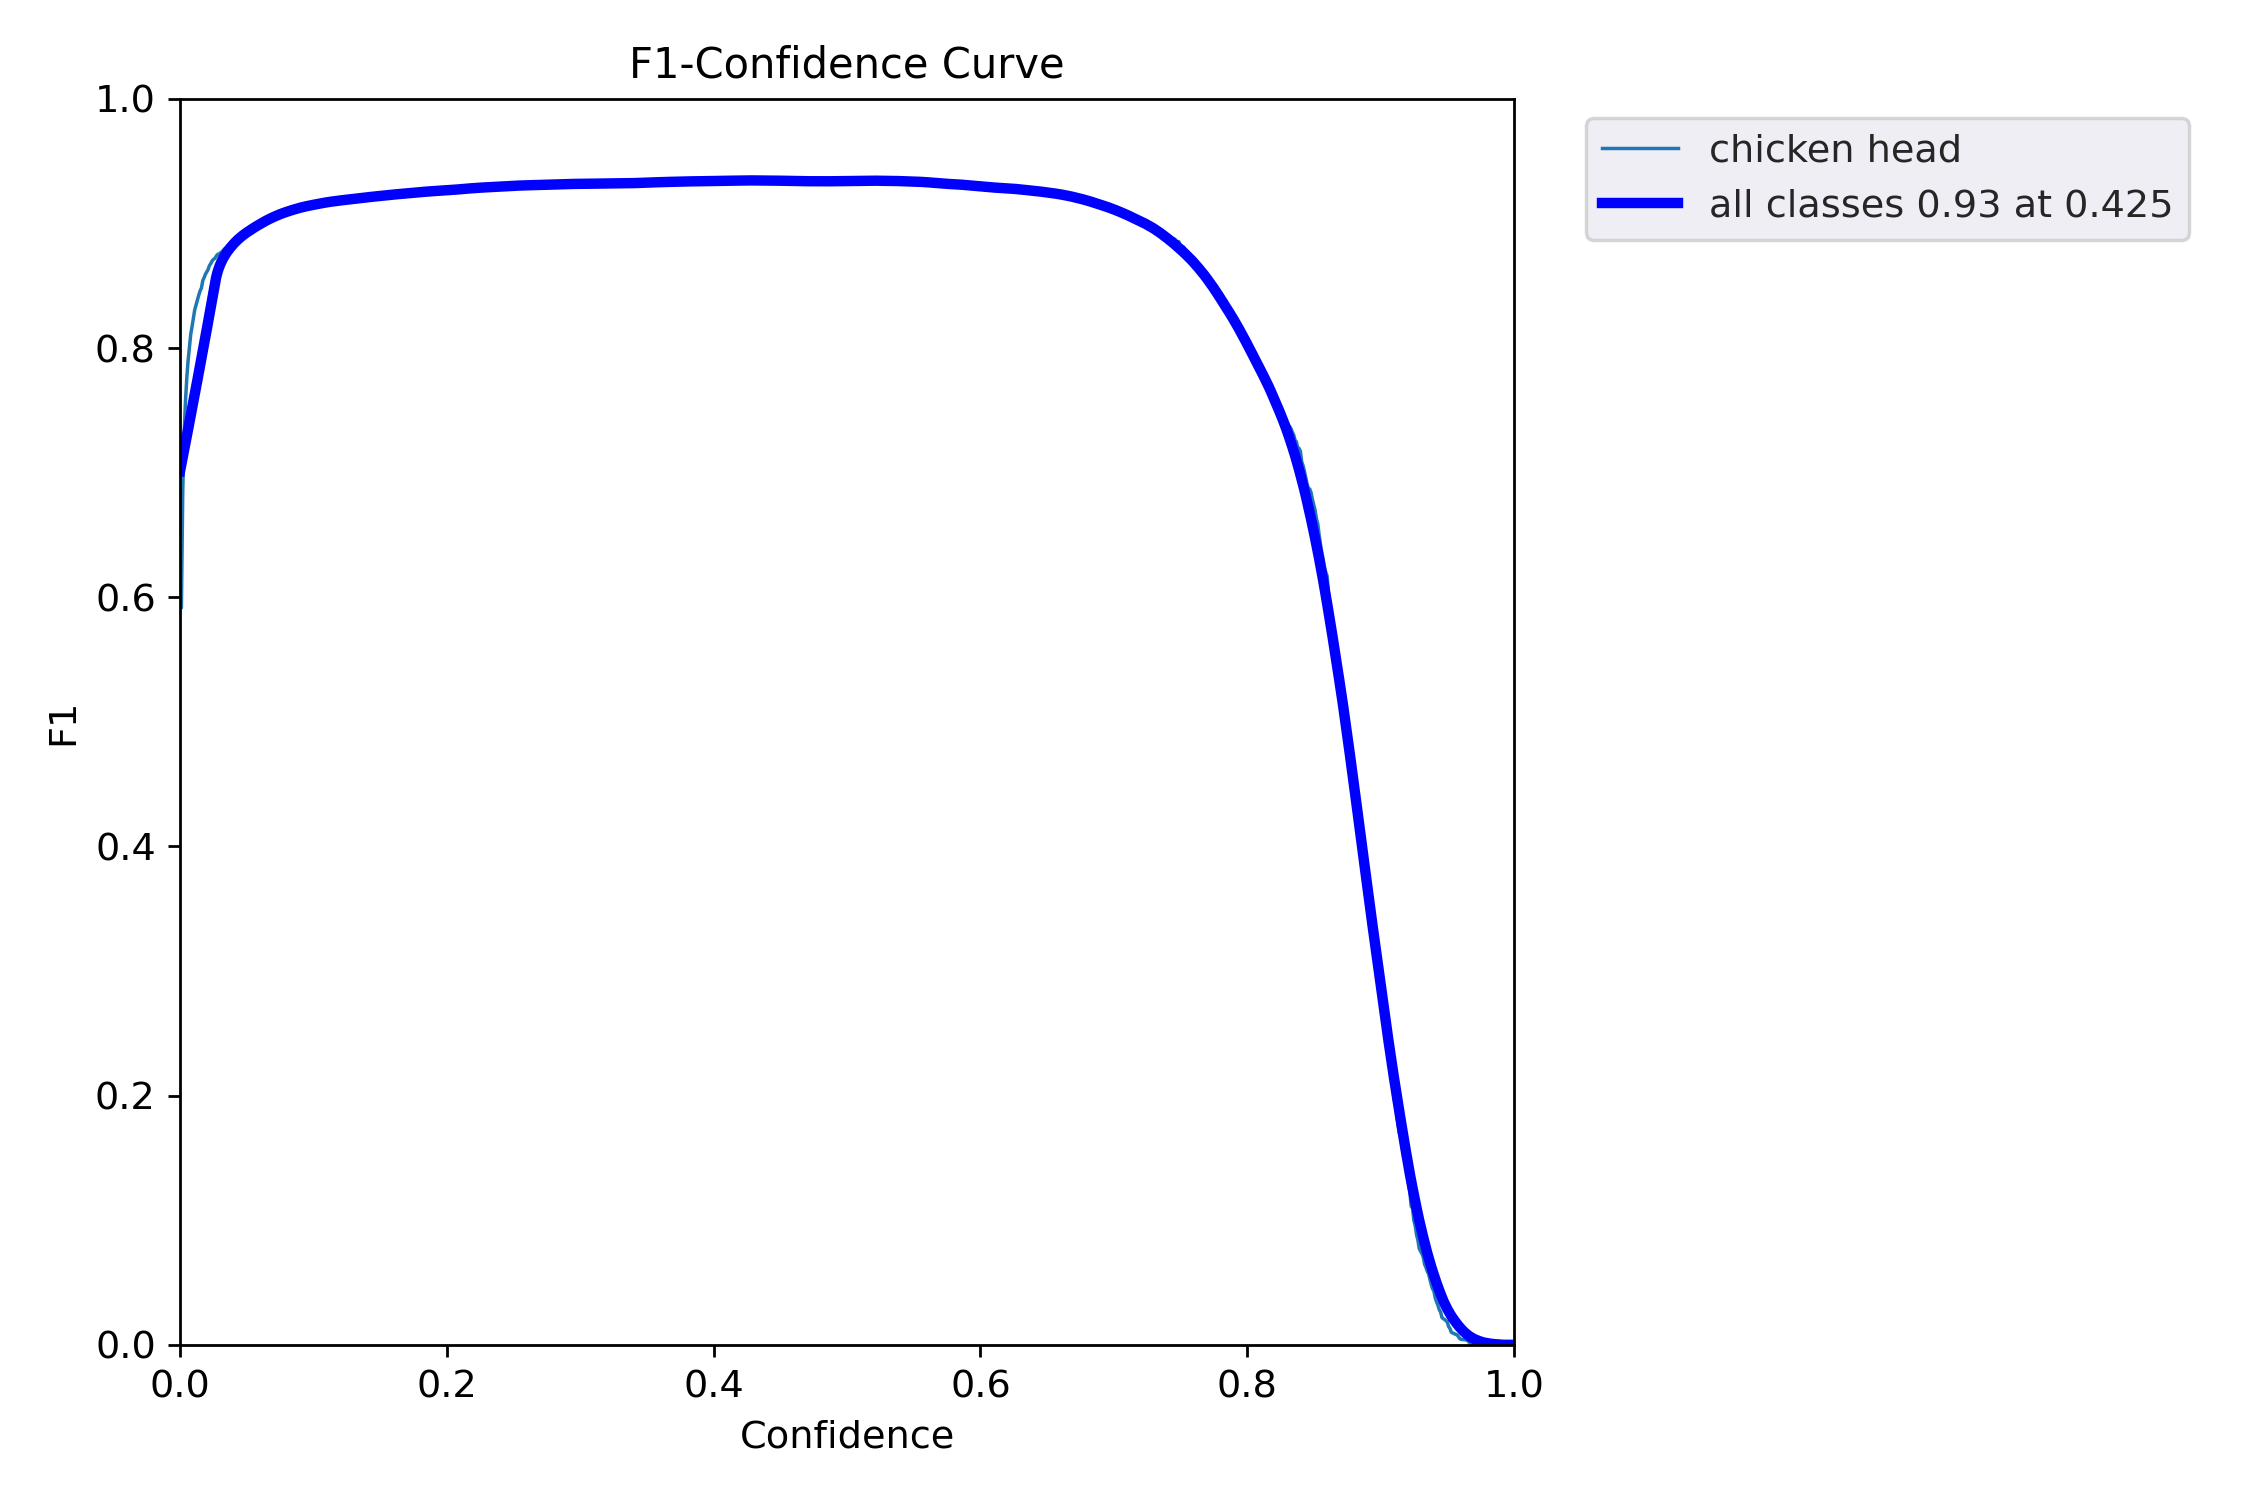 F1-Confidence Curve
1.0
0.8
0.6
0.4
0.2
0.0
F1
0.0 0.2 0.4 0.6 0.8 1.0
Confidence
chicken head
all classes 0.93 at 0.425